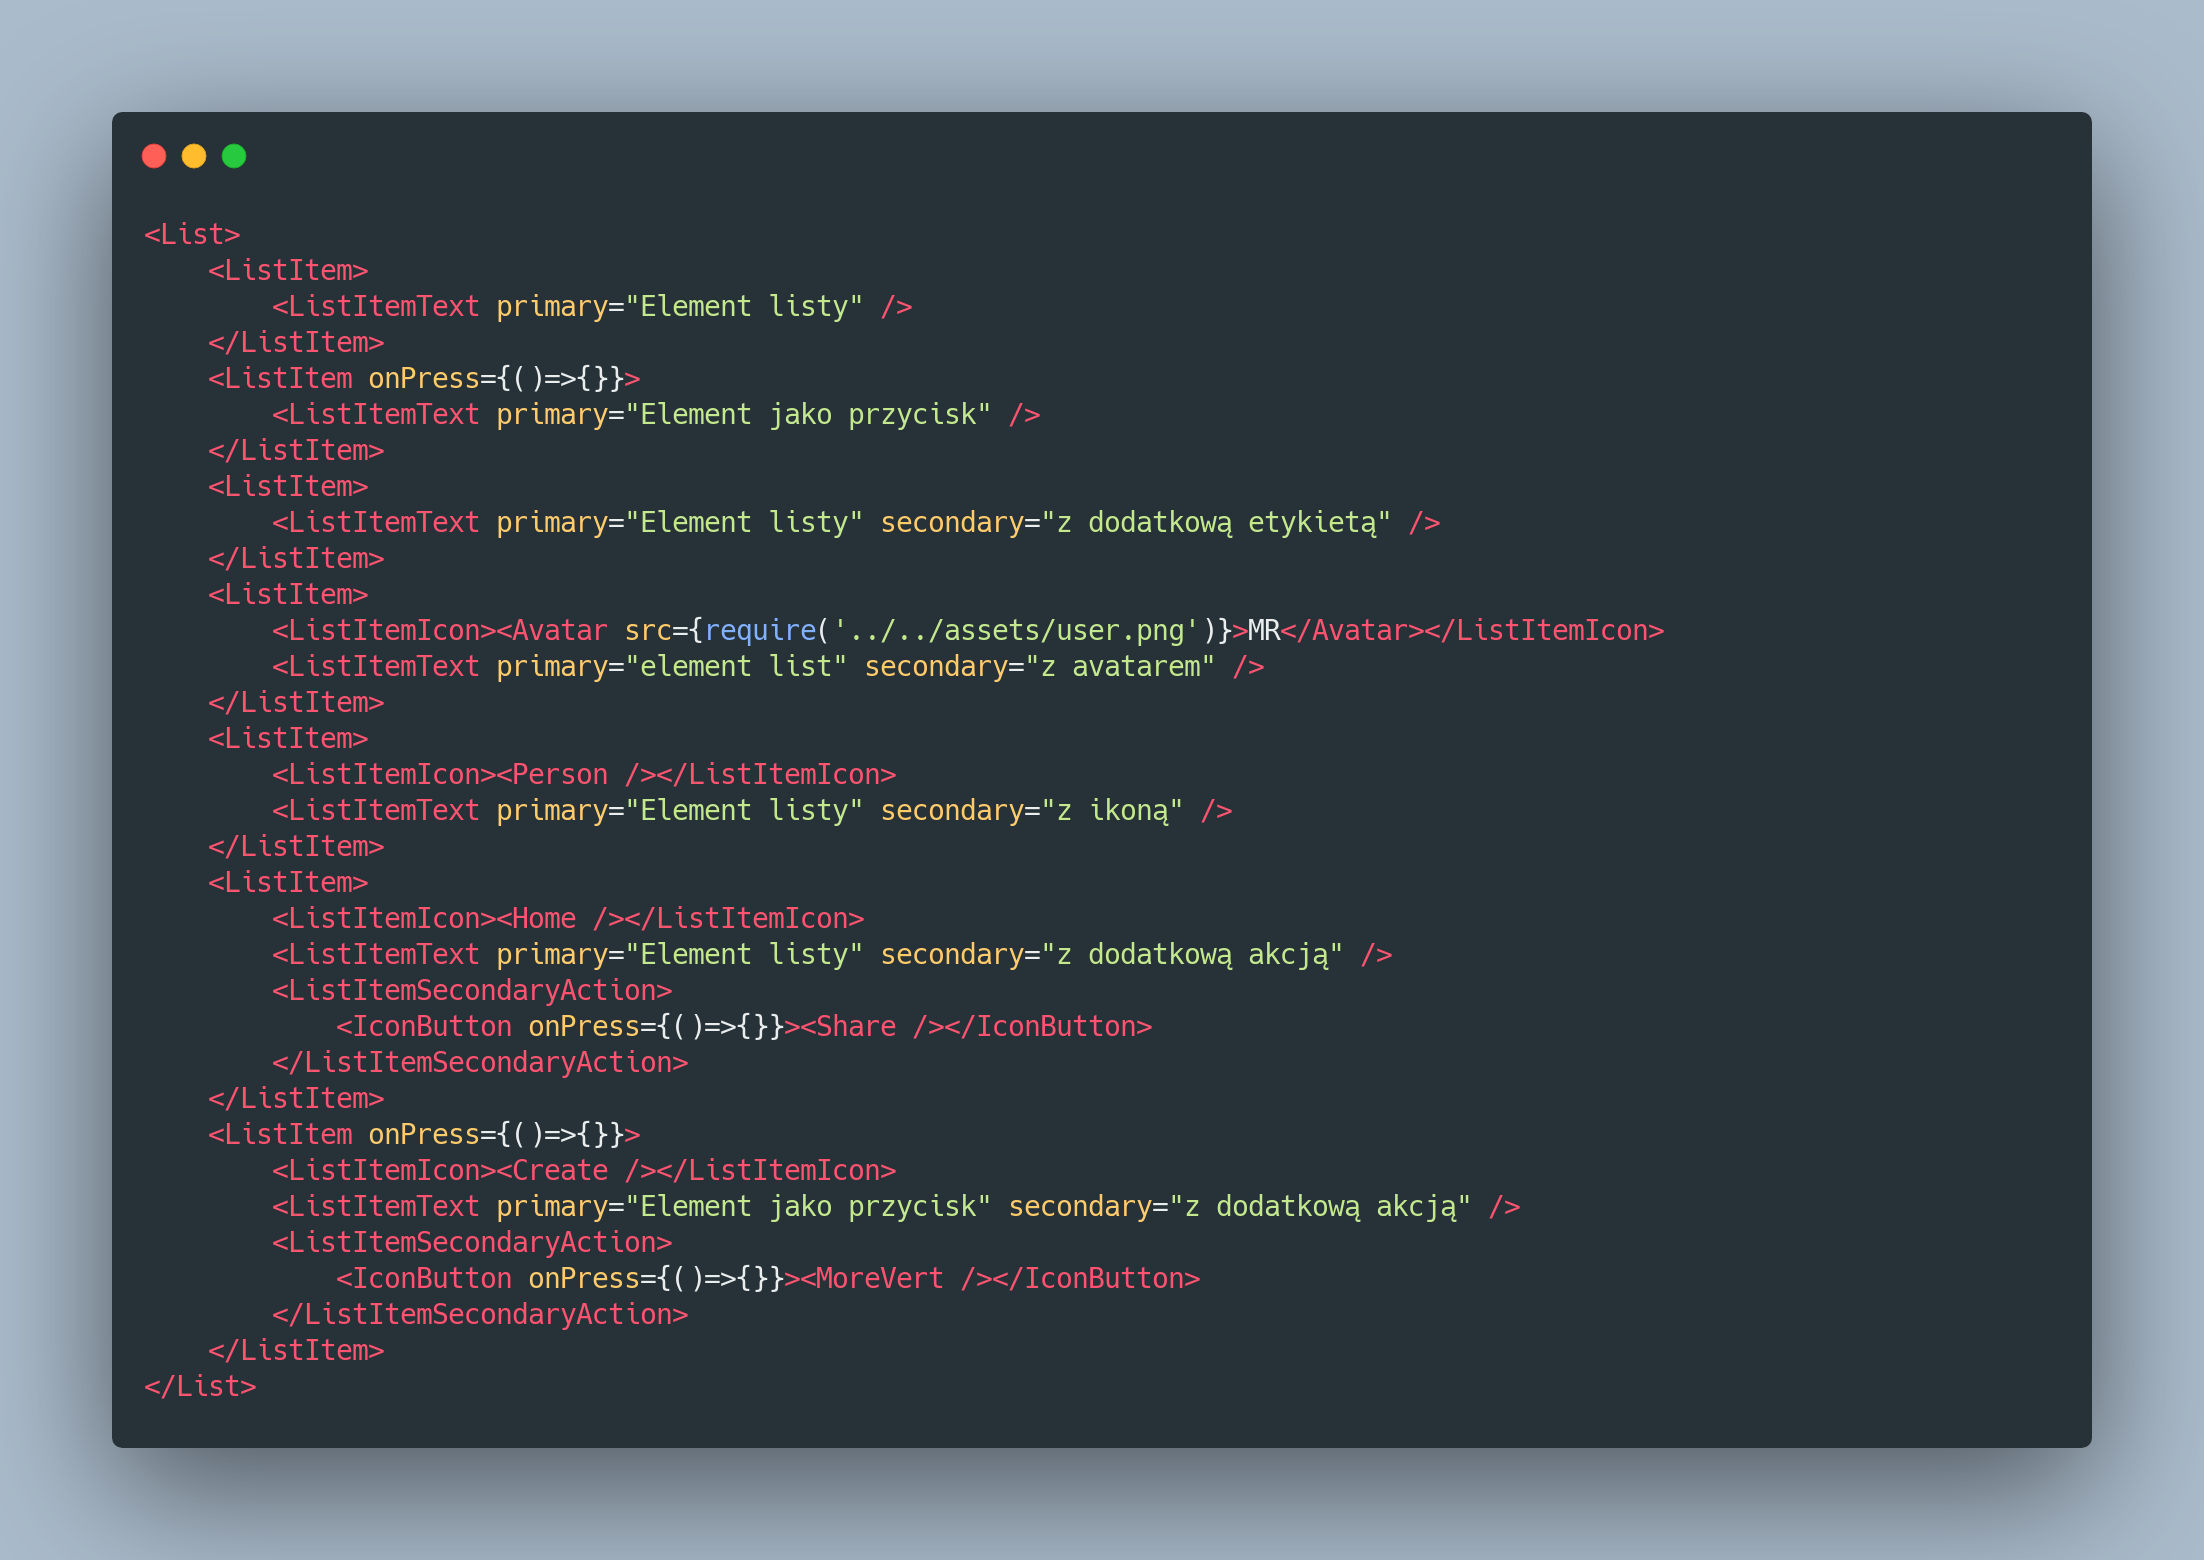 <List>
    <ListItem>
        <ListItemText primary="Element listy" />
    </ListItem>
    <ListItem onPress={()=>{}}>
        <ListItemText primary="Element jako przycisk" />
    </ListItem>
    <ListItem>
        <ListItemText primary="Element listy" secondary="z dodatkową etykietą" />
    </ListItem>
    <ListItem>
        <ListItemIcon><Avatar src={require('../../assets/user.png')}>MR</Avatar></ListItemIcon>
        <ListItemText primary="element list" secondary="z avatarem" />
    </ListItem>
    <ListItem>
        <ListItemIcon><Person /></ListItemIcon>
        <ListItemText primary="Element listy" secondary="z ikoną" />
    </ListItem>
    <ListItem>
        <ListItemIcon><Home /></ListItemIcon>
        <ListItemText primary="Element listy" secondary="z dodatkową akcją" />
        <ListItemSecondaryAction>
            <IconButton onPress={()=>{}}><Share /></IconButton>
        </ListItemSecondaryAction>
    </ListItem>
    <ListItem onPress={()=>{}}>
        <ListItemIcon><Create /></ListItemIcon>
        <ListItemText primary="Element jako przycisk" secondary="z dodatkową akcją" />
        <ListItemSecondaryAction>
            <IconButton onPress={()=>{}}><MoreVert /></IconButton>
        </ListItemSecondaryAction>
    </ListItem>
</List>